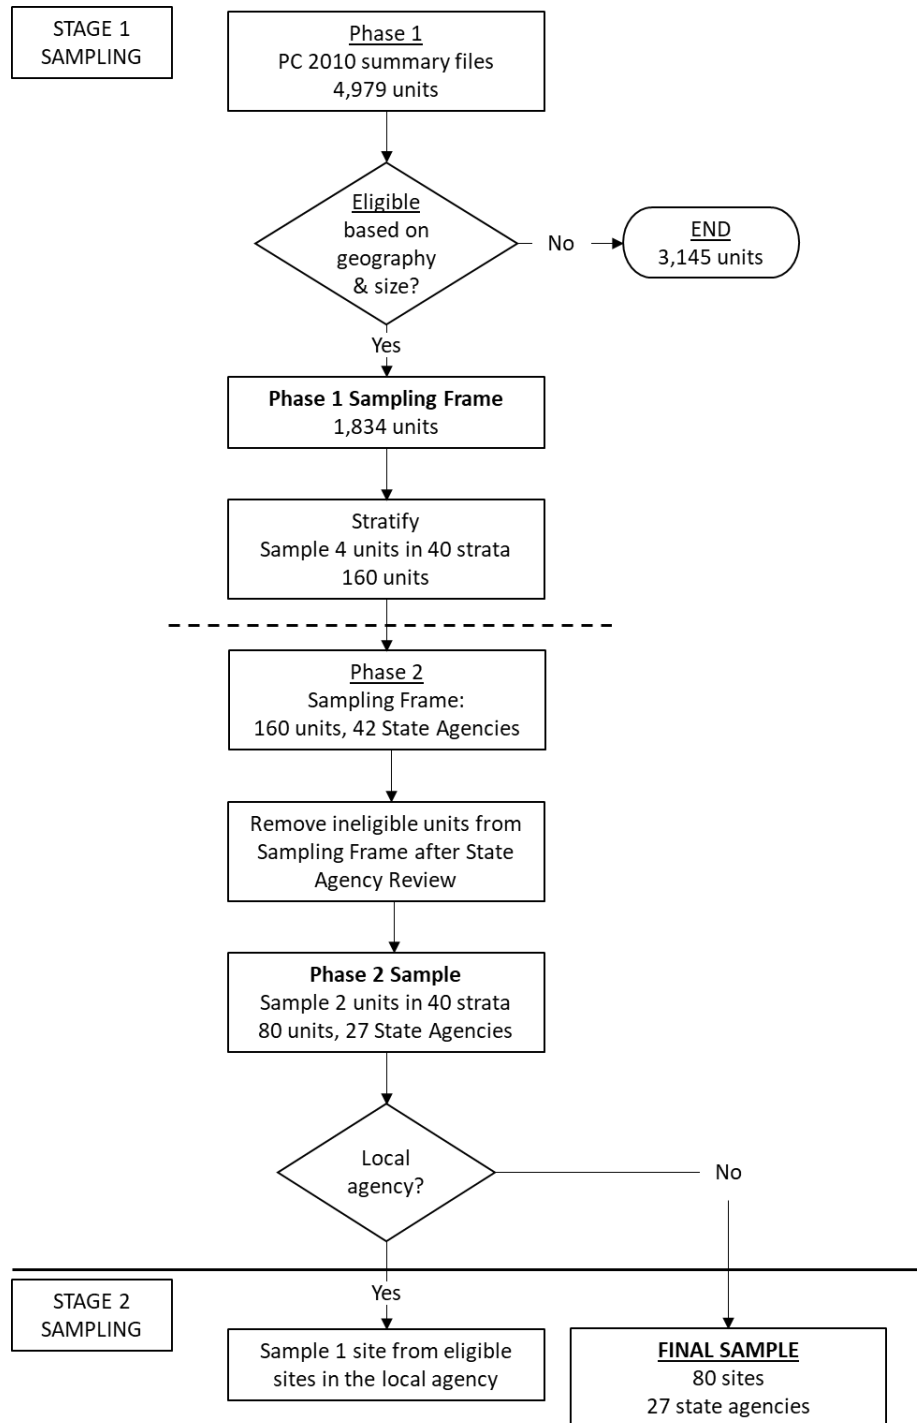 STAGE 1
SAMPLING
Phase 1
PC 2010 summary files
4,979 units
Eligible
based on
geography
& size?
No
END
3,145 units
Yes
Phase 1 Sampling Frame
1,834 units
Stratify
Sample 4 units in 40 strata
160 units
Phase 2
Sampling Frame:
160 units, 42 State Agencies
Remove ineligible units from
Sampling Frame after State
Agency Review
Phase 2 Sample
Sample 2 units in 40 strata
80 units, 27 State Agencies
Local
agency?
No
STAGE 2
SAMPLING
Yes
Sample 1 site from eligible
sites in the local agency
FINAL SAMPLE
80 sites
27 state agencies